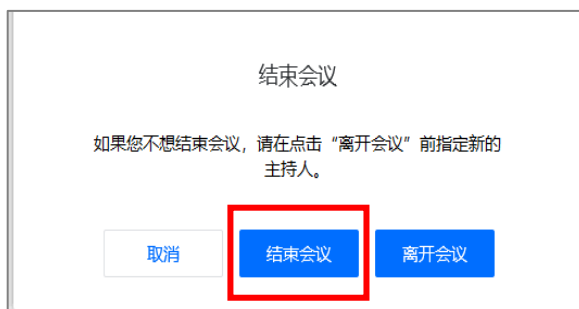 结束会议
如果您不想结束会议，请在点击“离开会议”前指定新的
主持人。
取消 结束会议 离开会议